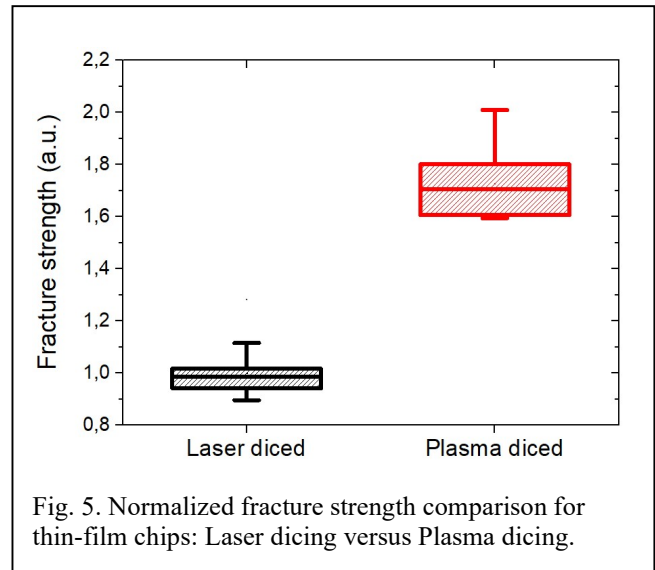 2,2
2,0
1,8
1,6
1,4
1,2
1,0
0,8
Fracture strength (a.u.)
Laser diced
Plasma diced
Fig. 5. Normalized fracture strength comparison for
thin-film chips: Laser dicing versus Plasma dicing.